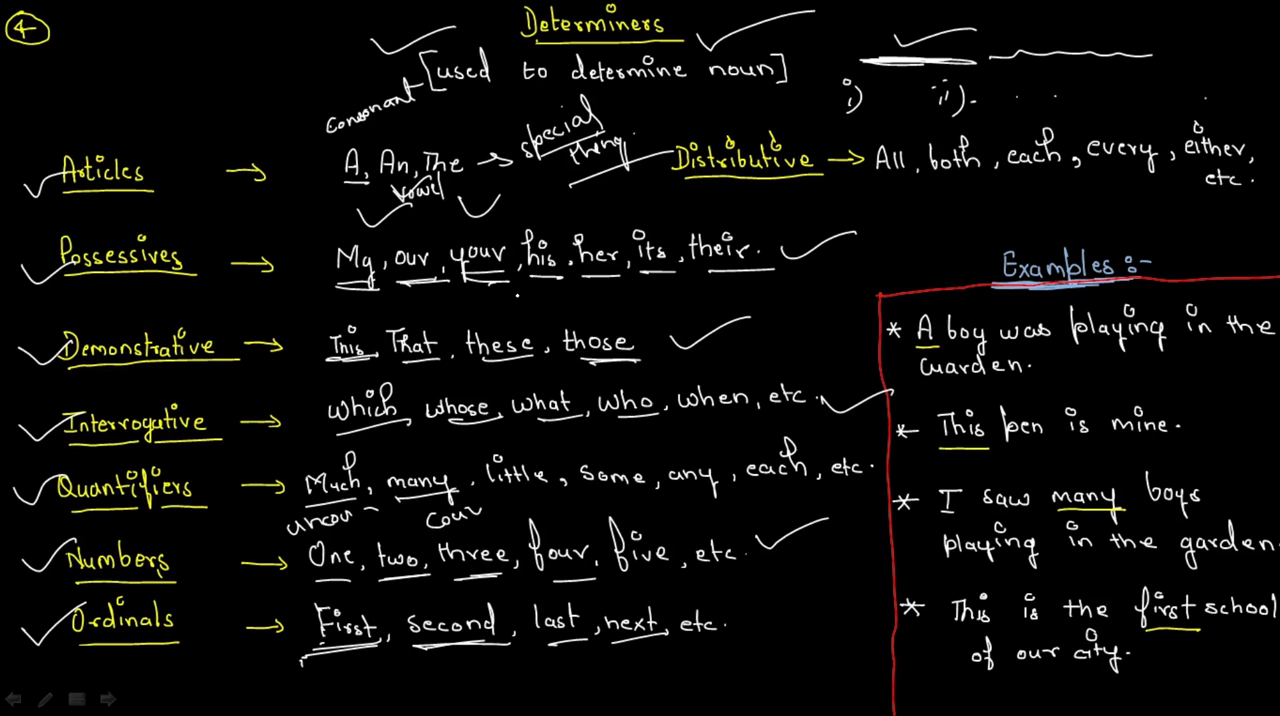 4
Determiners
[used to determine noun]
i) ii). . . .
consonant
special thing
Articles → A, An, The →
vowel
Distributive → All, both, each, every, either, etc.
Possessives → My, our, your, his, her, its, their.
Demonstrative → This, That, these, those
Interrogative → which whose, what, who, when, etc.
Quantifiers → Much, many, little, some, any, each, etc.
uncou cou
Numbers → One, two, three, four, five, etc.
Ordinals → First, second, last, next, etc.
Examples :-
* A boy was playing in the
Guarden.
* This pen is mine.
* I saw many boys
playing in the garden.
* This is the first school
of our city.